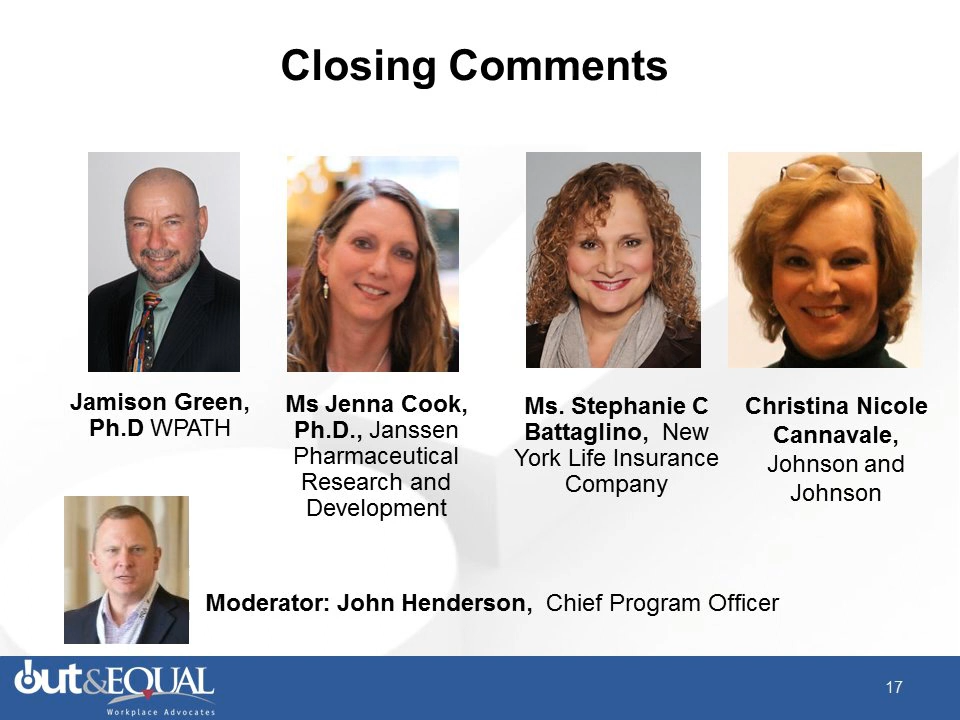 Closing Comments
Jamison Green,
Ph.D WPATH
Ms Jenna Cook,
Ph.D., Janssen
Pharmaceutical
Research and
Development
Ms. Stephanie C
Battaglino, New
York Life Insurance
Company
Christina Nicole
Cannavale,
Johnson and
Johnson
Moderator: John Henderson, Chief Program Officer
Out&EQUAL
Workplace Advocates
17